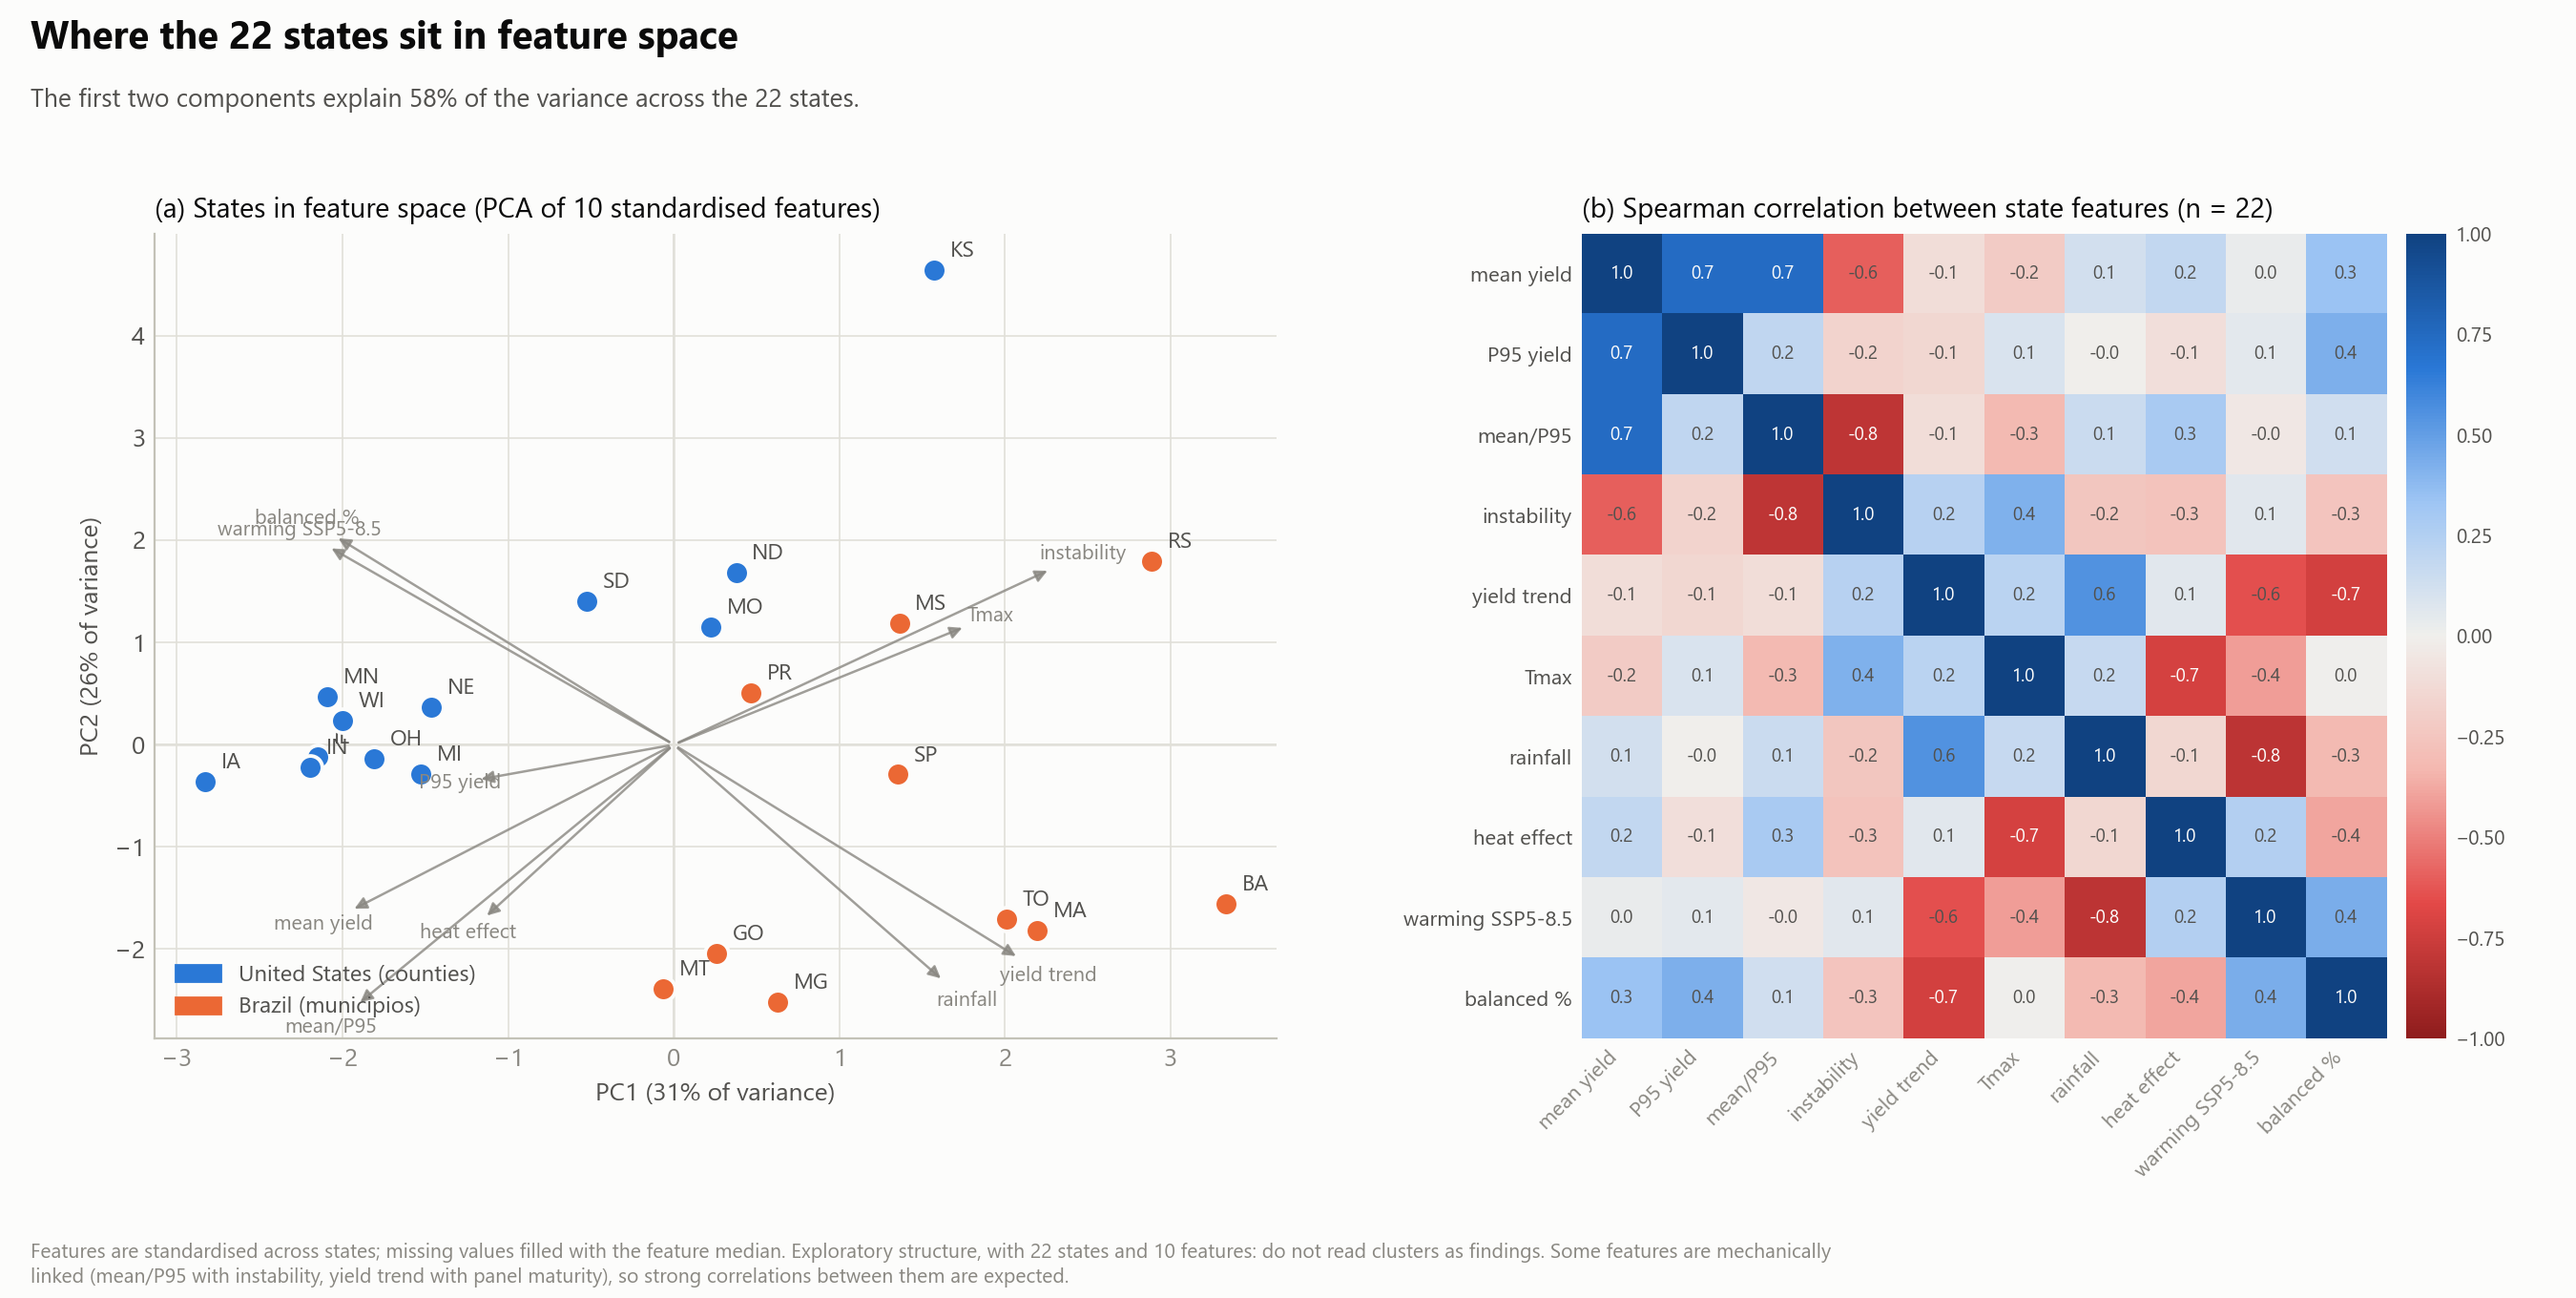 Where the 22 states sit in feature space
The first two components explain 58% of the variance across the 22 states.
(a) States in feature space (PCA of 10 standardised features)
KS
4
3
balanced %
warming SSP5-8.5
2
ND
SD
MO
instability
RS
MS
Tmax
1
MN
WI
NE
PR
IL
IN
OH
MI
IA
0
P95 yield
SP
−1
mean yield
heat effect
BA
TO
MA
GO
−2
MT
MG
yield trend
rainfall
United States (counties)
Brazil (municipios)
mean/P95
−3 −2 −1 0 1 2 3
PC1 (31% of variance)
PC2 (26% of variance)
(b) Spearman correlation between state features (n = 22)
mean yield 1.0 0.7 0.7 -0.6 -0.1 -0.2 0.1 0.2 0.0 0.3
P95 yield 0.7 1.0 0.2 -0.2 -0.1 0.1 -0.0 -0.1 0.1 0.4
mean/P95 0.7 0.2 1.0 -0.8 -0.1 -0.3 0.1 0.3 -0.0 0.1
instability -0.6 -0.2 -0.8 1.0 0.2 0.4 -0.2 -0.3 0.1 -0.3
yield trend -0.1 -0.1 -0.1 0.2 1.0 0.2 0.6 0.1 -0.6 -0.7
Tmax -0.2 0.1 -0.3 0.4 0.2 1.0 0.2 -0.7 -0.4 0.0
rainfall 0.1 -0.0 0.1 -0.2 0.6 0.2 1.0 -0.1 -0.8 -0.3
heat effect 0.2 -0.1 0.3 -0.3 0.1 -0.7 -0.1 1.0 0.2 -0.4
warming SSP5-8.5 0.0 0.1 -0.0 0.1 -0.6 -0.4 -0.8 0.2 1.0 0.4
balanced % 0.3 0.4 0.1 -0.3 -0.7 0.0 -0.3 -0.4 0.4 1.0
mean yield
P95 yield
mean/P95
instability
yield trend
Tmax
rainfall
heat effect
warming SSP5-8.5
balanced %
1.00
0.75
0.50
0.25
0.00
−0.25
−0.50
−0.75
−1.00
Features are standardised across states; missing values filled with the feature median. Exploratory structure, with 22 states and 10 features: do not read clusters as findings. Some features are mechanically
linked (mean/P95 with instability, yield trend with panel maturity), so strong correlations between them are expected.